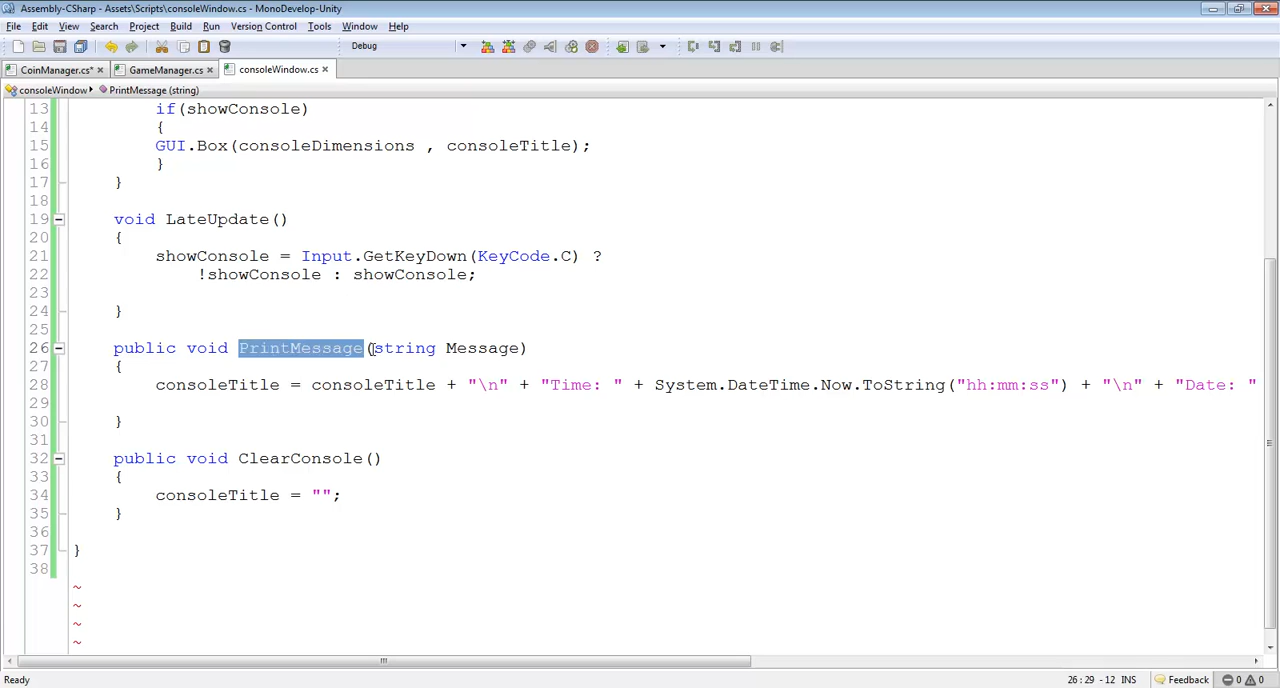 Assembly-CSharp - Assets\Scripts\consoleWindow.cs - MonoDevelop-Unity
File Edit View Search Project Build Run Version Control Tools Window Help
Debug
CoinManager.cs* × GameManager.cs × consoleWindow.cs ×
consoleWindow PrintMessage (string)
13 if(showConsole)
14 {
15 GUI.Box(consoleDimensions , consoleTitle);
16 }
17 }
18
19 void LateUpdate()
20 {
21 showConsole = Input.GetKeyDown(KeyCode.C) ?
22 !showConsole : showConsole;
23
24 }
25
26 public void PrintMessage(string Message)
27 {
28 consoleTitle = consoleTitle + "\n" + "Time: " + System.DateTime.Now.ToString("hh:mm:ss") + "\n" + "Date: "
29
30 }
31
32 public void ClearConsole()
33 {
34 consoleTitle = "";
35 }
36
37 }
38
~
~
~
~
Ready 26 : 29 - 12 INS Feedback 0 0